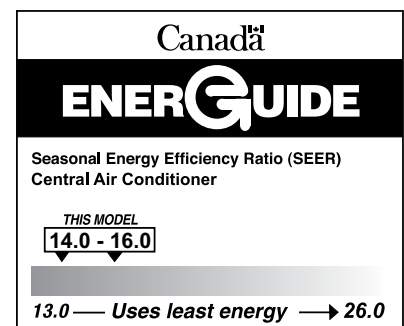 Canada
ENERGUIDE
Seasonal Energy Efficiency Ratio (SEER)
Central Air Conditioner
THIS MODEL
14.0 - 16.0
13.0 — Uses least energy → 26.0